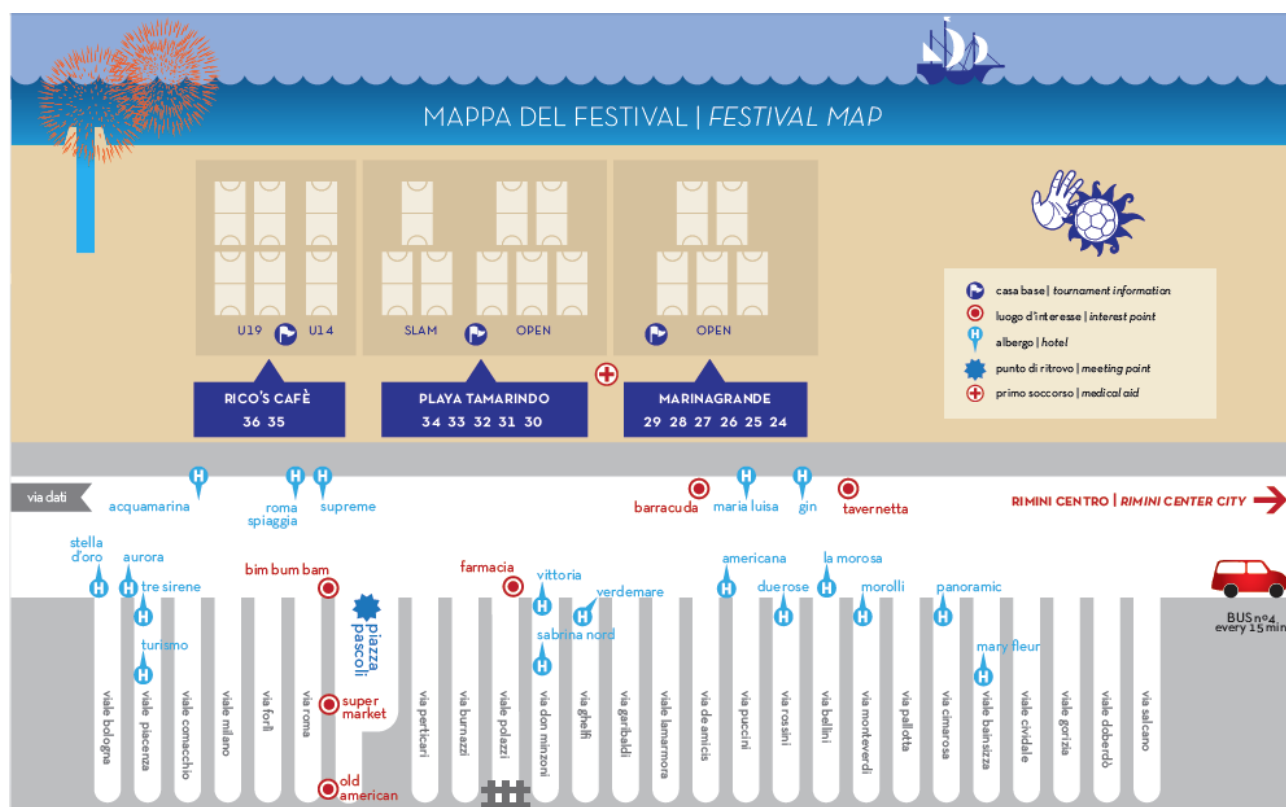 MAPPA DEL FESTIVAL | FESTIVAL MAP
U19
U14
SLAM
OPEN
OPEN
RICO'S CAFÈ
36 35
PLAYA TAMARINDO
34 33 32 31 30
MARINAGRANDE
29 28 27 26 25 24
casa base | tournament information
luogo d'interesse | interest point
H
albergo | hotel
punto di ritrovo | meeting point
primo soccorso | medical aid
via dati
H
acquamarina
H
roma
spiaggia
H
supreme
barracuda
H
maria luisa
H
gin
tavernetta
RIMINI CENTRO | RIMINI CENTER CITY
stella
d'oro
H
aurora
H
tre sirene
H
turismo
H
bim bum bam
piazza
pascoli
super
market
old
american
farmacia
vittoria
H
verdemare
H
sabrina nord
H
americana
H
due rose
H
la morosa
H
morolli
H
panoramic
H
mary fleur
H
BUS nº4
every 15 min
viale bologna
viale piacenza
viale comacchio
viale milano
via forlì
via roma
via perticari
via burnazzi
viale polazzi
via don minzoni
via ghelfi
via garibaldi
viale lamarmora
via de amicis
via puccini
via rossini
via bellini
via monteverdi
via pallotta
via cimarosa
viale bainsizza
viale cividale
viale gorizia
viale doberdò
via salcano